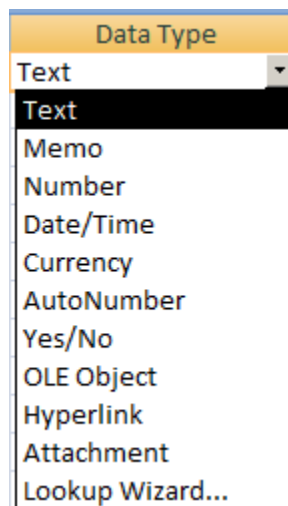 Data Type
Text
Text
Memo
Number
Date/Time
Currency
AutoNumber
Yes/No
OLE Object
Hyperlink
Attachment
Lookup Wizard...